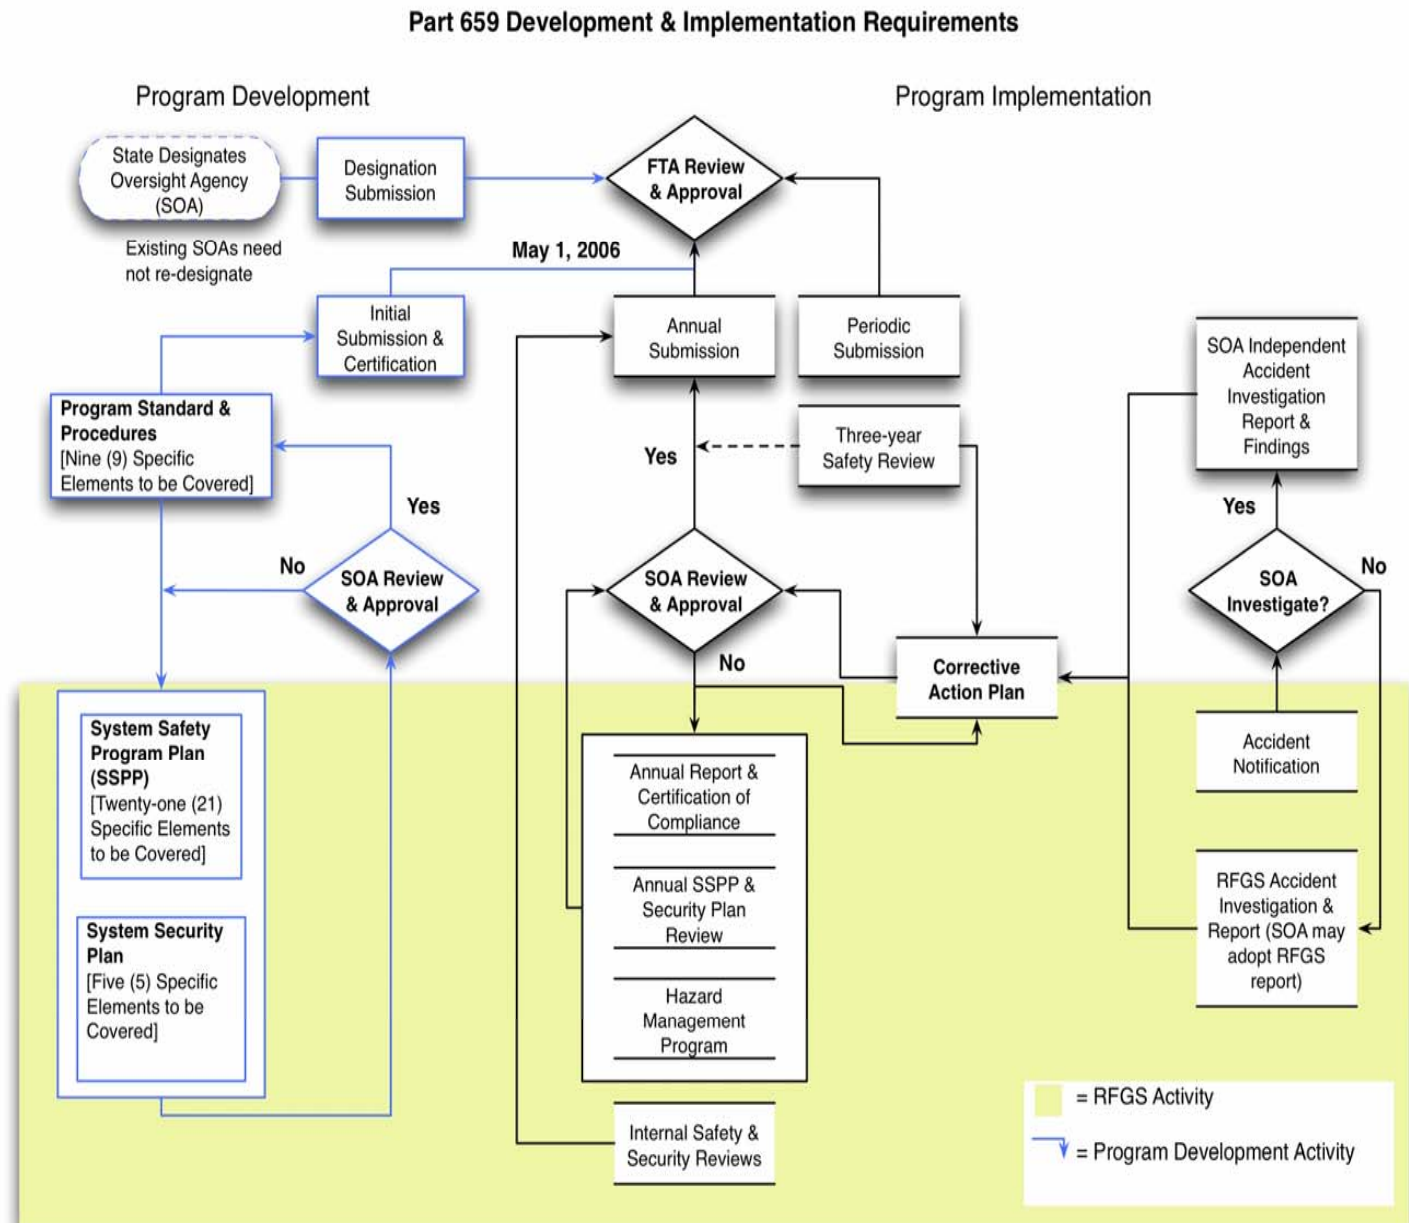 Part 659 Development & Implementation Requirements
Program Development
Program Implementation
State Designates
Oversight Agency
(SOA)
Designation
Submission
FTA Review
& Approval
Existing SOAs need
not re-designate
May 1, 2006
Initial
Submission &
Certification
Annual
Submission
Periodic
Submission
SOA Independent
Accident
Investigation
Report &
Findings
Program Standard &
Procedures
[Nine (9) Specific
Elements to be Covered]
Yes
Three-year
Safety Review
Yes
Yes
No
SOA Review
& Approval
SOA Review
& Approval
No
SOA
Investigate?
No
Corrective
Action Plan
Accident
Notification
System Safety
Program Plan
(SSPP)
[Twenty-one (21)
Specific Elements
to be Covered]
Annual Report &
Certification of
Compliance
Annual SSPP &
Security Plan
Review
RFGS Accident
Investigation &
Report (SOA may
adopt RFGS
report)
System Security
Plan
[Five (5) Specific
Elements to be
Covered]
Hazard
Management
Program
Internal Safety &
Security Reviews
= RFGS Activity
= Program Development Activity